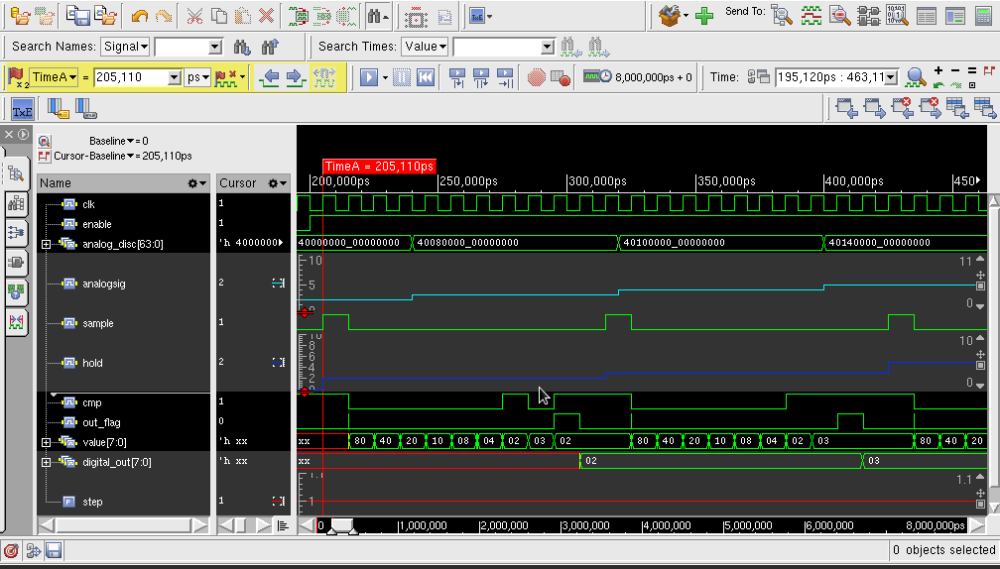 Send To:
Search Names: Signal
Search Times: Value
x2 TimeA = 205,110 ps
8,000,000ps + 0
Time: 195,120ps : 463,11
TxE
Baseline = 0
Cursor-Baseline = 205,110ps
TimeA = 205,110ps
200,000ps 250,000ps 300,000ps 350,000ps 400,000ps 450
Name Cursor
clk 1
enable 1
analog_disc[63:0] 'h 4000000 40000000_00000000 40080000_00000000 40100000_00000000 40140000_00000000
10 11
analogsig 2 5
0 0
sample 1
10 10
8
6
hold 2 4
2
0 0
cmp 1
out_flag 0
value[7:0] 'h xx xx 80 40 20 10 08 04 02 03 02 80 40 20 10 08 04 02 03 80 40 20
digital_out[7:0] 'h xx xx 02 03
1.1 1.1
step 1 1
0 1,000,000 2,000,000 3,000,000 4,000,000 5,000,000 6,000,000 8,000,000ps
0 objects selected